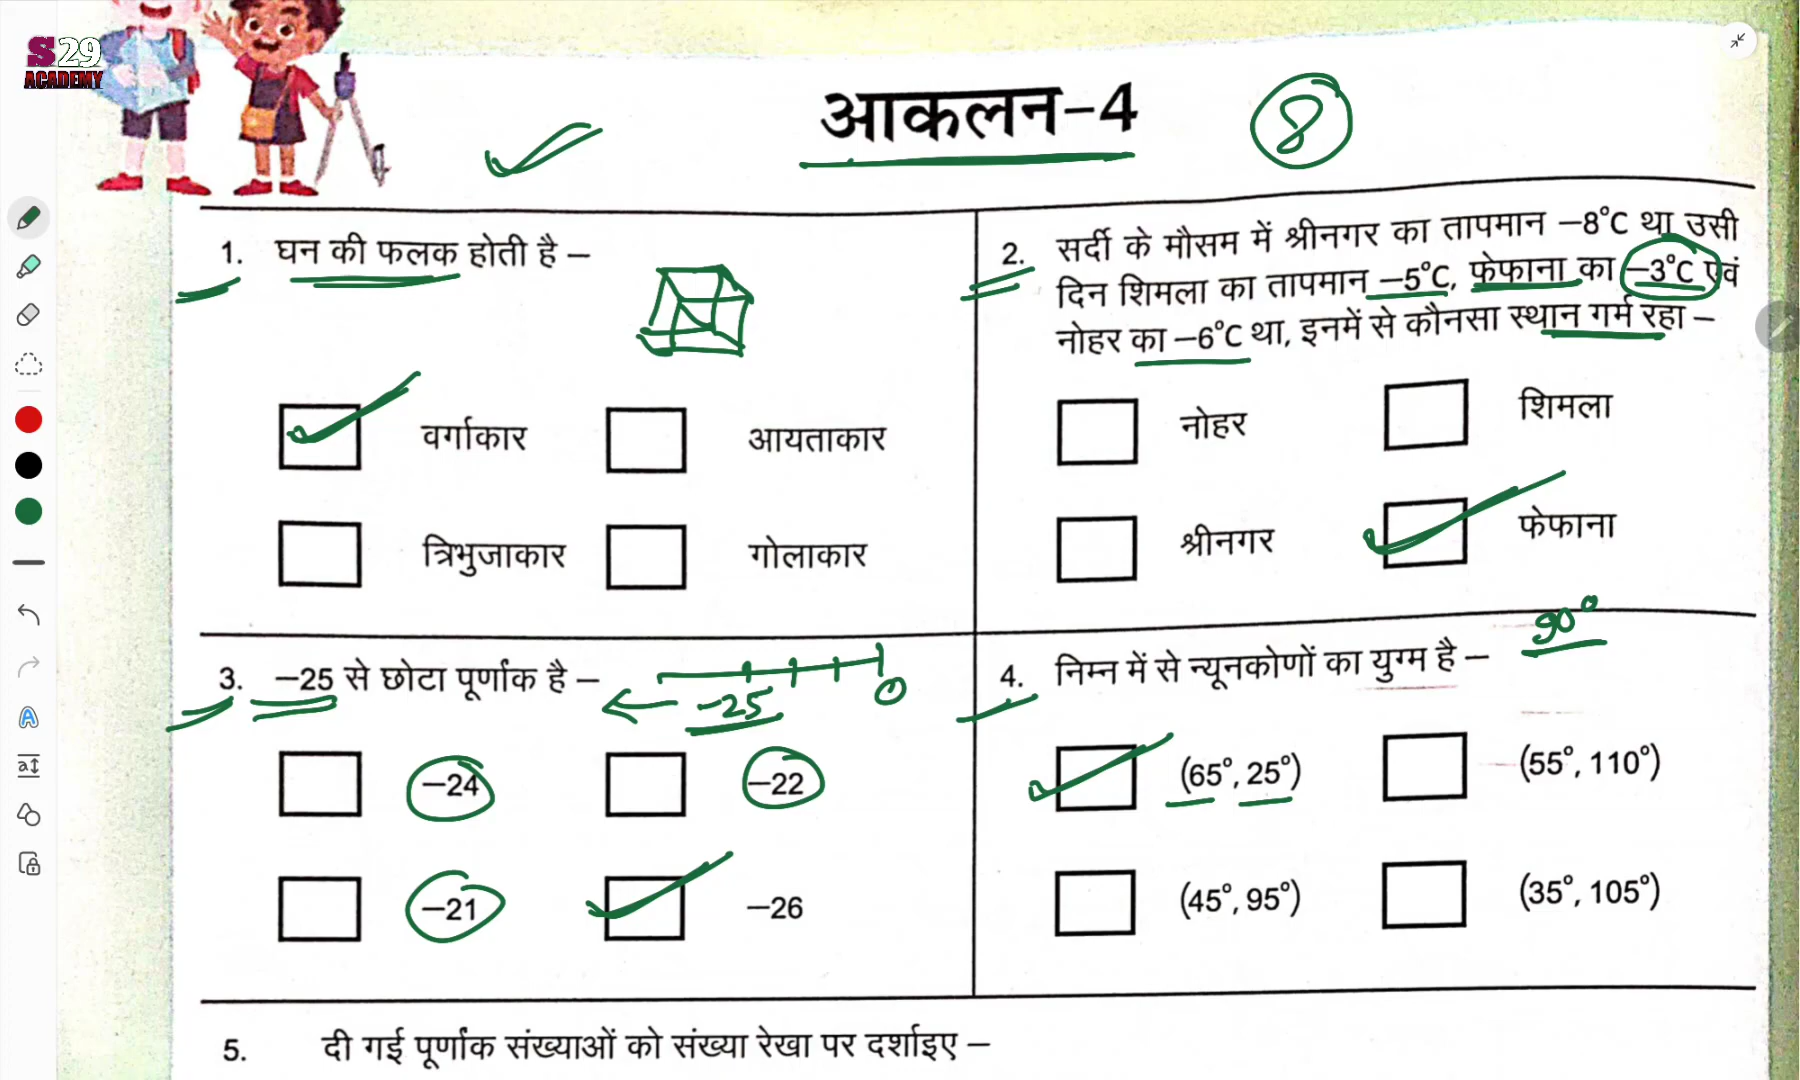 S29
ACADEMY
आकलन–4
8
1. घन की फलक होती है –
वर्गाकार
आयताकार
त्रिभुजाकार
गोलाकार
2. सर्दी के मौसम में श्रीनगर का तापमान –8°C था उसी
दिन शिमला का तापमान –5°C, फेफाना का –3°C एवं
नोहर का –6°C था, इनमें से कौनसा स्थान गर्म रहा –
नोहर
शिमला
श्रीनगर
फेफाना
3. –25 से छोटा पूर्णाक है –
-25
0
–24
–22
–21
–26
90°
4. निम्न में से न्यूनकोणों का युग्म है –
(65°, 25°)
(55°, 110°)
(45°, 95°)
(35°, 105°)
5. दी गई पूर्णाक संख्याओं को संख्या रेखा पर दर्शाइए –